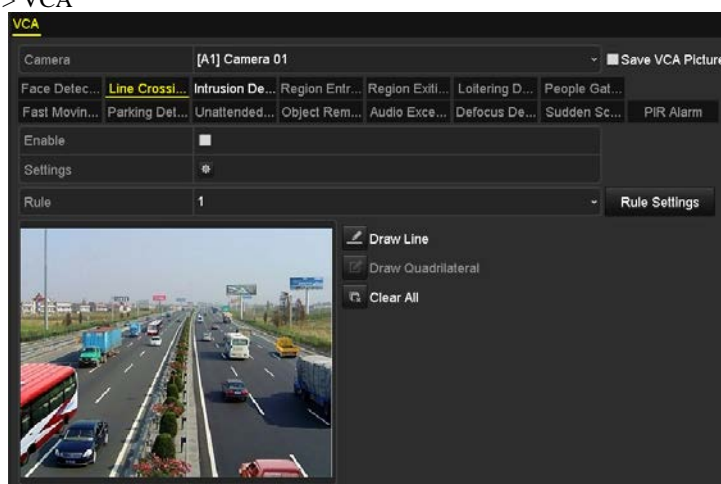 > VCA
VCA
Camera [A1] Camera 01 Save VCA Picture
Face Detec... Line Crossi... Intrusion De... Region Entr... Region Exiti... Loitering D... People Gat...
Fast Movin... Parking Det... Unattended... Object Rem... Audio Exce... Defocus De... Sudden Sc... PIR Alarm
Enable
Settings
Rule 1 Rule Settings
Draw Line
Draw Quadrilateral
Clear All